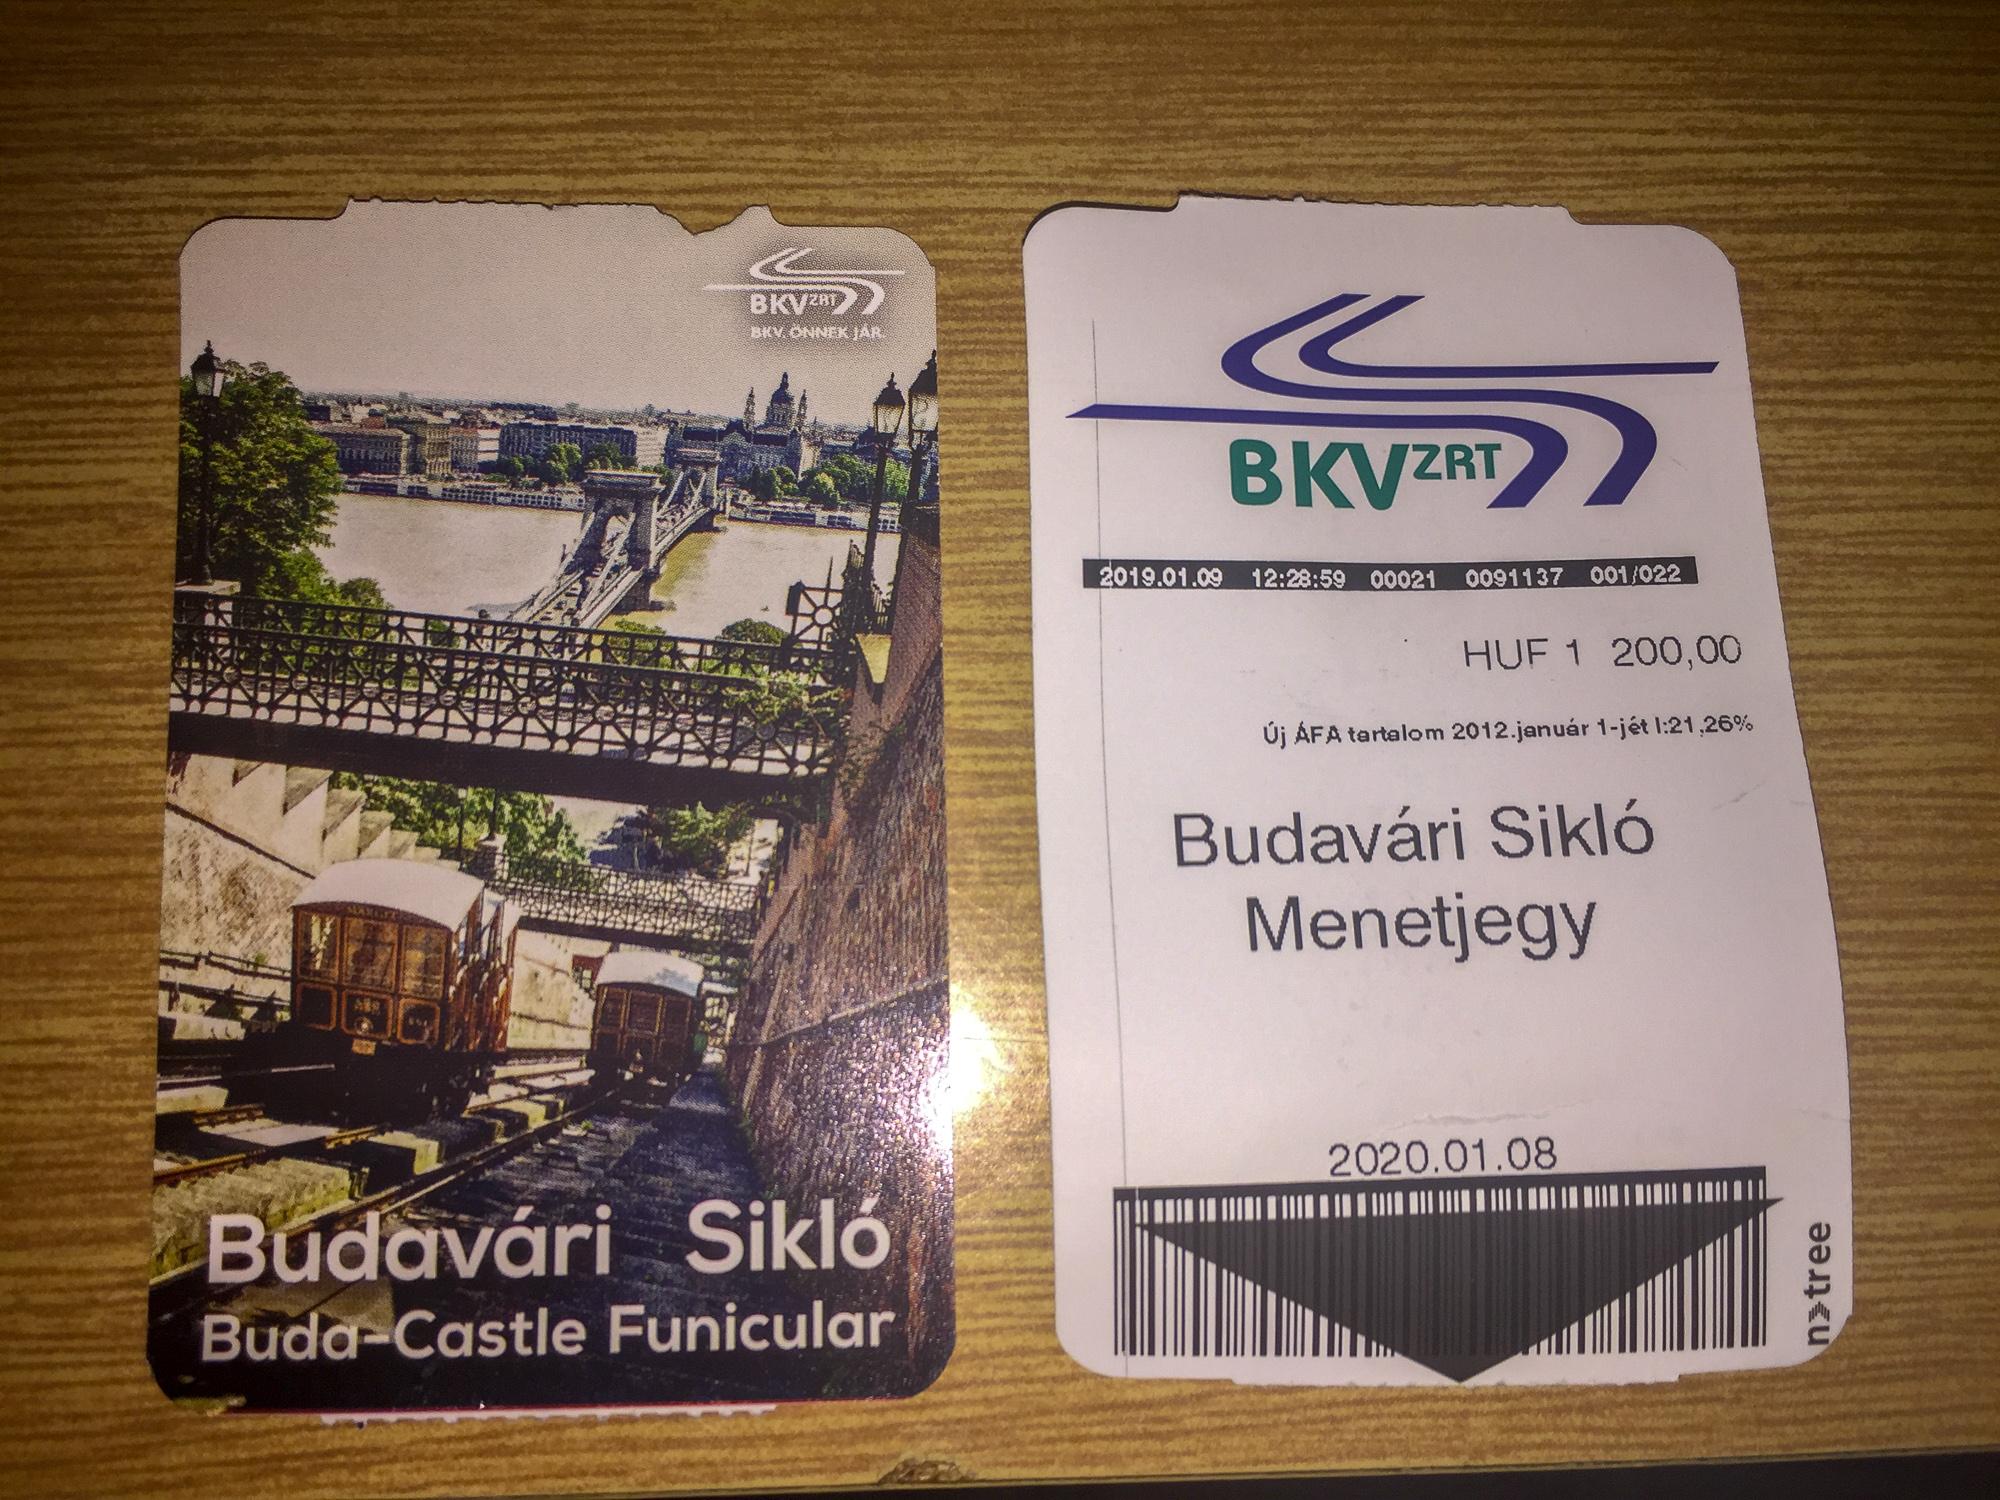 BKV ZRT
BKV. ÖNNEK JÁR.
Budavári Sikló
Buda-Castle Funicular
BKV ZRT
2019.01.09 12:28:59 00021 0091137 001/022
HUF 1 200,00
Új ÁFA tartalom 2012.január 1-jét l:21,26%
Budavári Sikló
Menetjegy
2020.01.08
n>tree